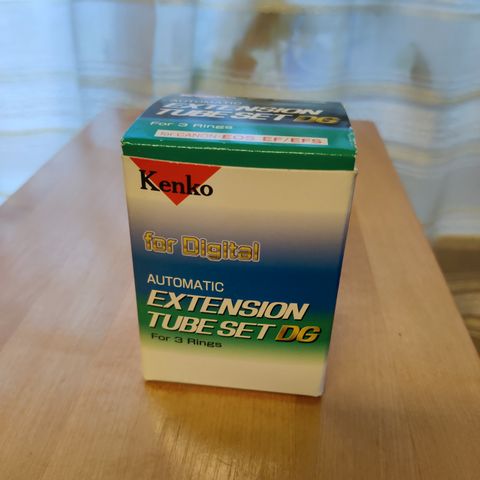 AUTOMATIC
EXTENSION
TUBE SET DG
For 3 Rings
for CANON EOS EF/EFS
Kenko
for Digital
AUTOMATIC
EXTENSION
TUBE SET DG
For 3 Rings